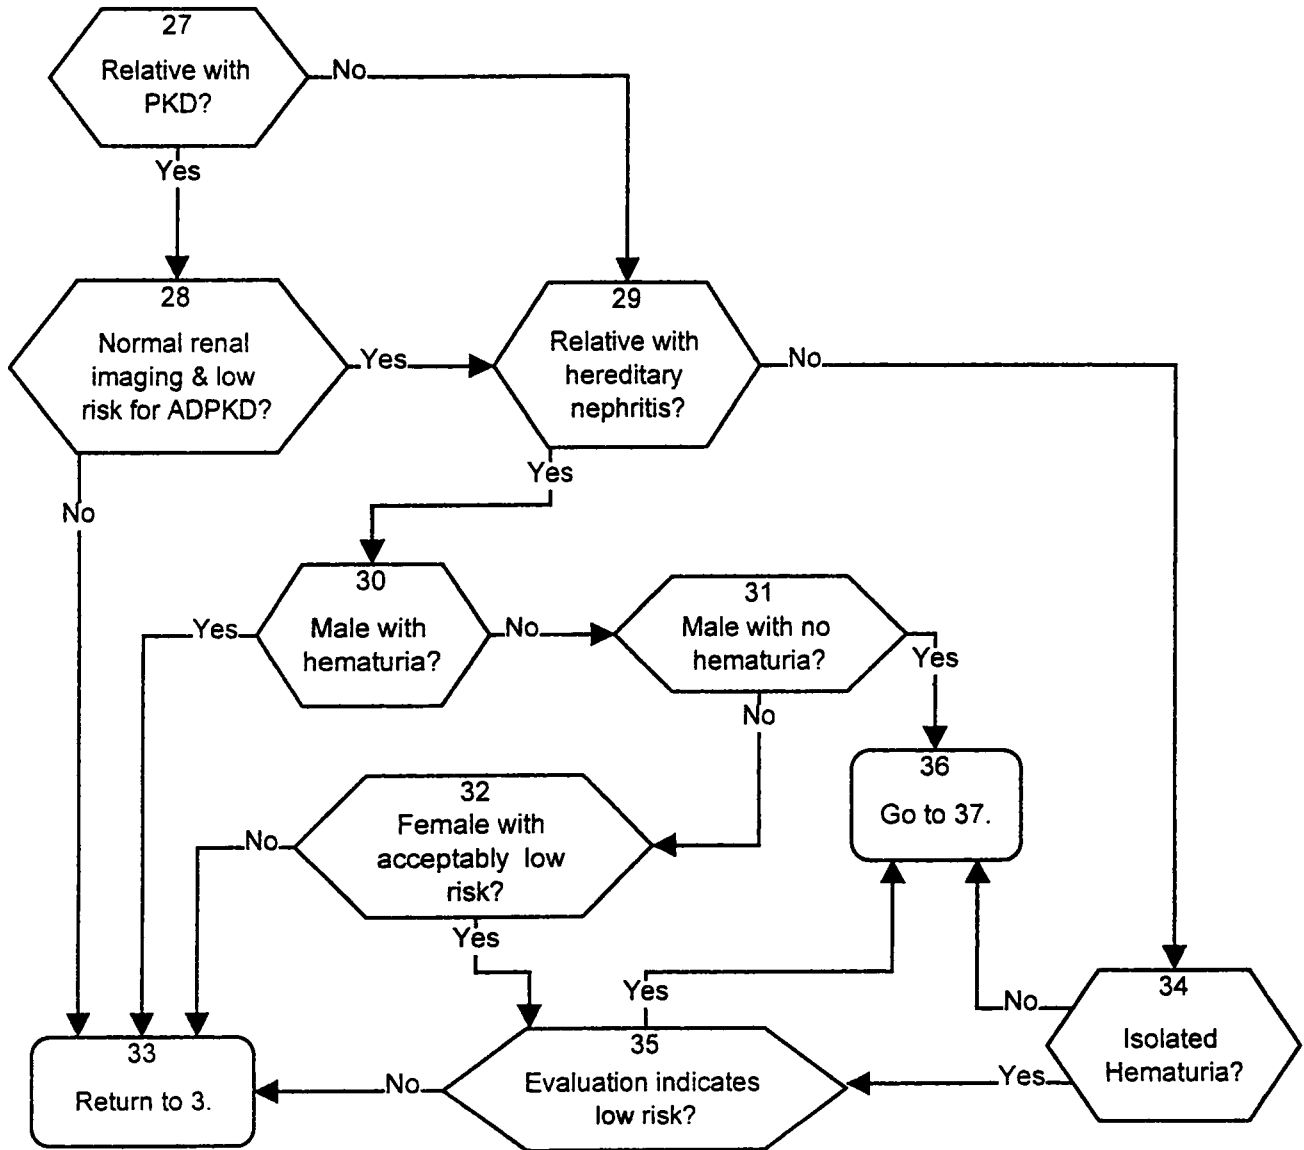 27
Relative with
PKD?
No
Yes
28
Normal renal
imaging & low
risk for ADPKD?
Yes
29
Relative with
hereditary
nephritis?
No
Yes
No
30
Male with
hematuria?
Yes
No
31
Male with no
hematuria?
Yes
No
32
Female with
acceptably low
risk?
No
Yes
36
Go to 37.
33
Return to 3.
35
Evaluation indicates
low risk?
Yes
No
34
Isolated
Hematuria?
No
Yes